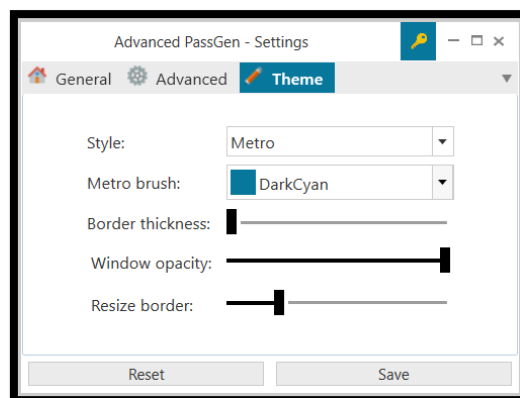 Advanced PassGen - Settings
General Advanced Theme
Style: Metro
Metro brush: DarkCyan
Border thickness:
Window opacity:
Resize border:
Reset Save